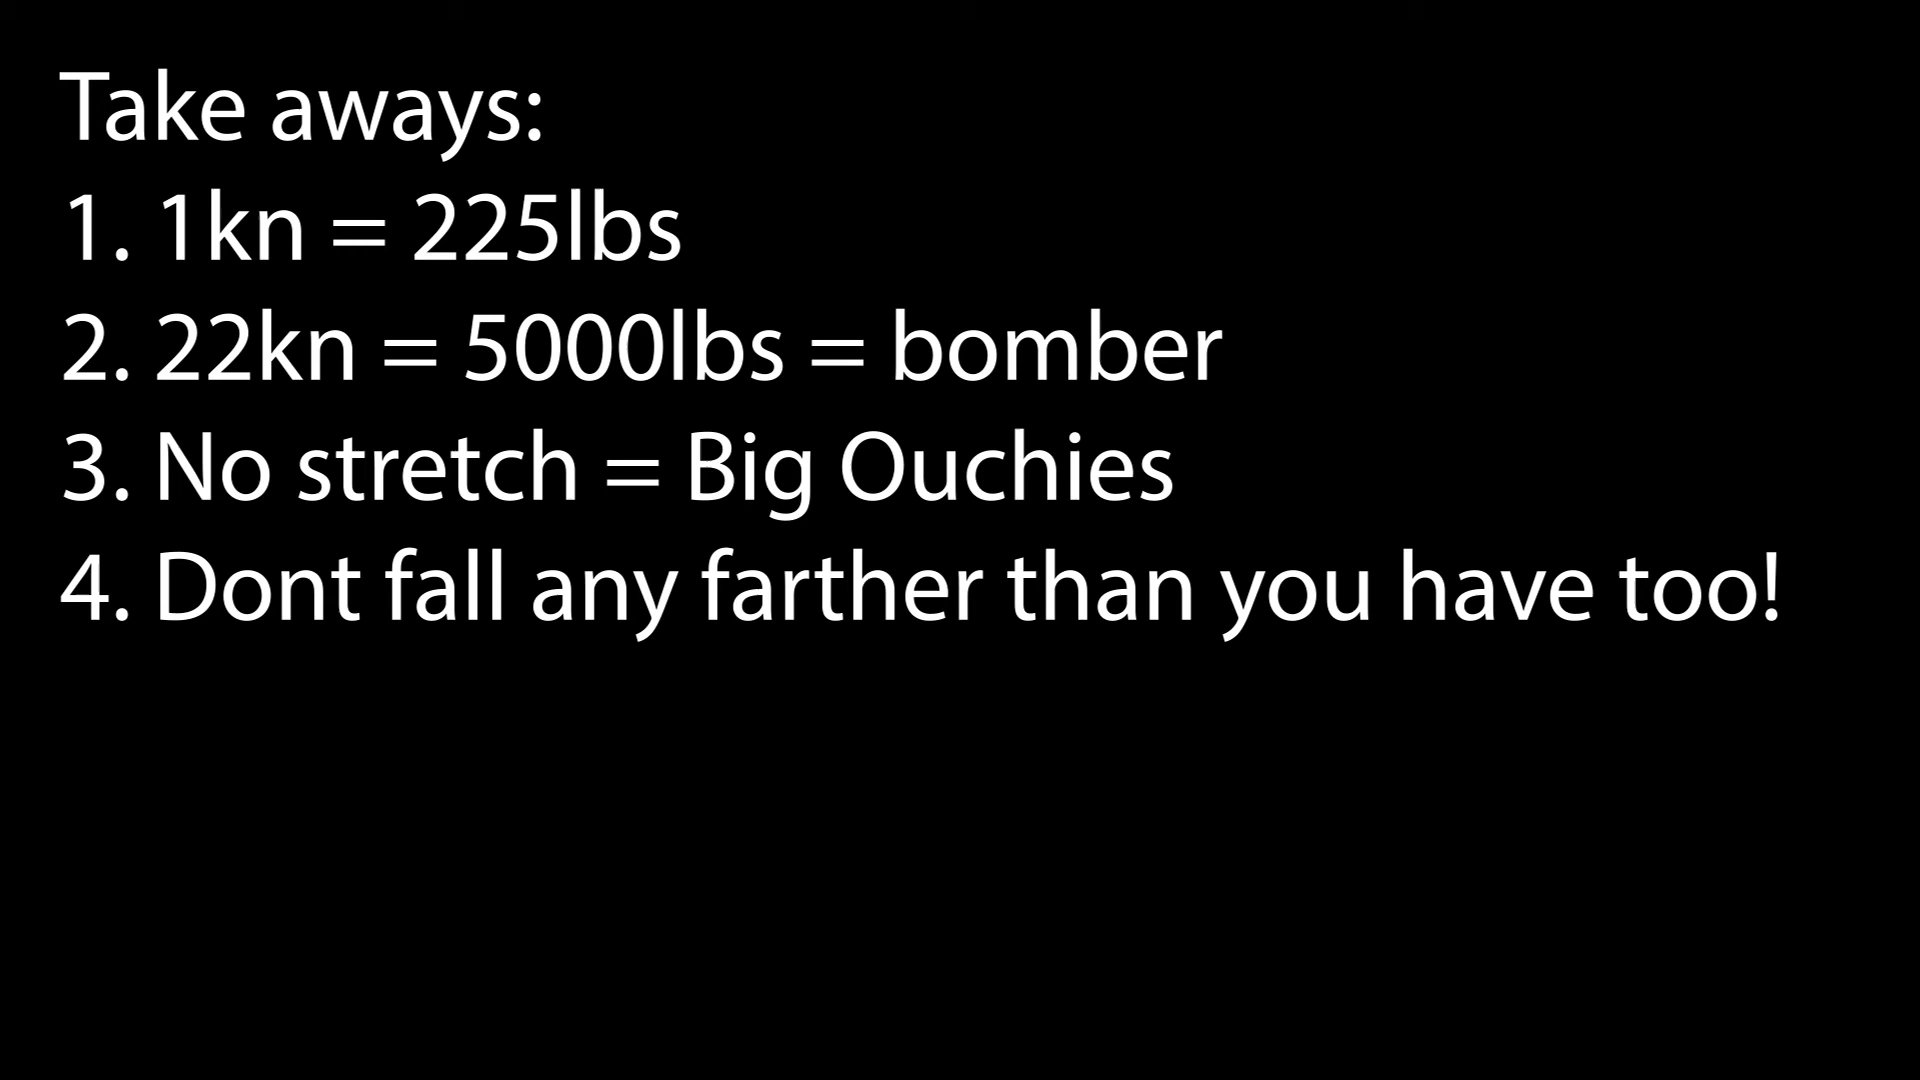 Take aways:
1. 1kn = 225lbs
2. 22kn = 5000lbs = bomber
3. No stretch = Big Ouchies
4. Dont fall any farther than you have too!